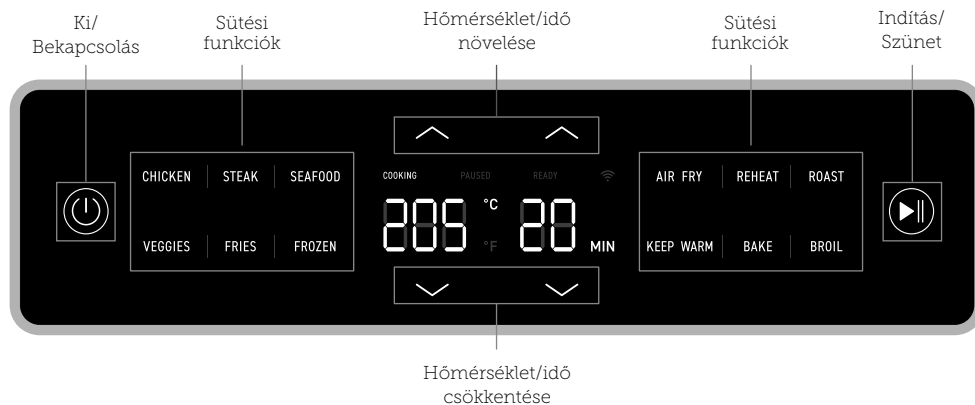 Ki/
Bekapcsolás
Sütési
funkciók
Hőmérséklet/idő
növelése
Sütési
funkciók
Indítás/
Szünet
CHICKEN STEAK SEAFOOD
VEGGIES FRIES FROZEN
COOKING PAUSED READY
205 °C °F 20 MIN
AIR FRY REHEAT ROAST
KEEP WARM BAKE BROIL
Hőmérséklet/idő
csökkentése